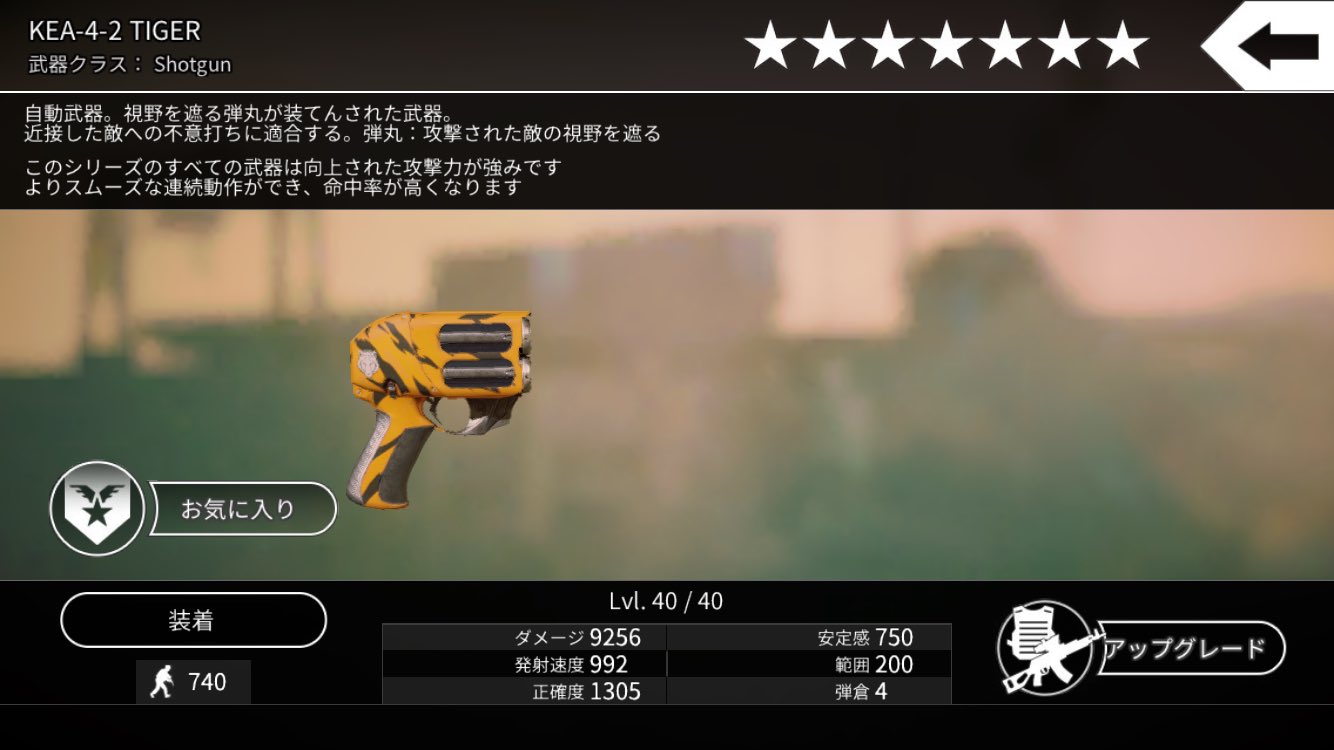 KEA-4-2 TIGER
武器クラス： Shotgun
自動武器。視野を遮る弾丸が装てんされた武器。
近接した敵への不意打ちに適合する。弾丸：攻撃された敵の視野を遮る
このシリーズのすべての武器は向上された攻撃力が強みです
よりスムーズな連続動作ができ、命中率が高くなります
お気に入り
装着
740
Lvl. 40 / 40
ダメージ 9256
安定感 750
発射速度 992
範囲 200
正確度 1305
弾倉 4
アップグレード